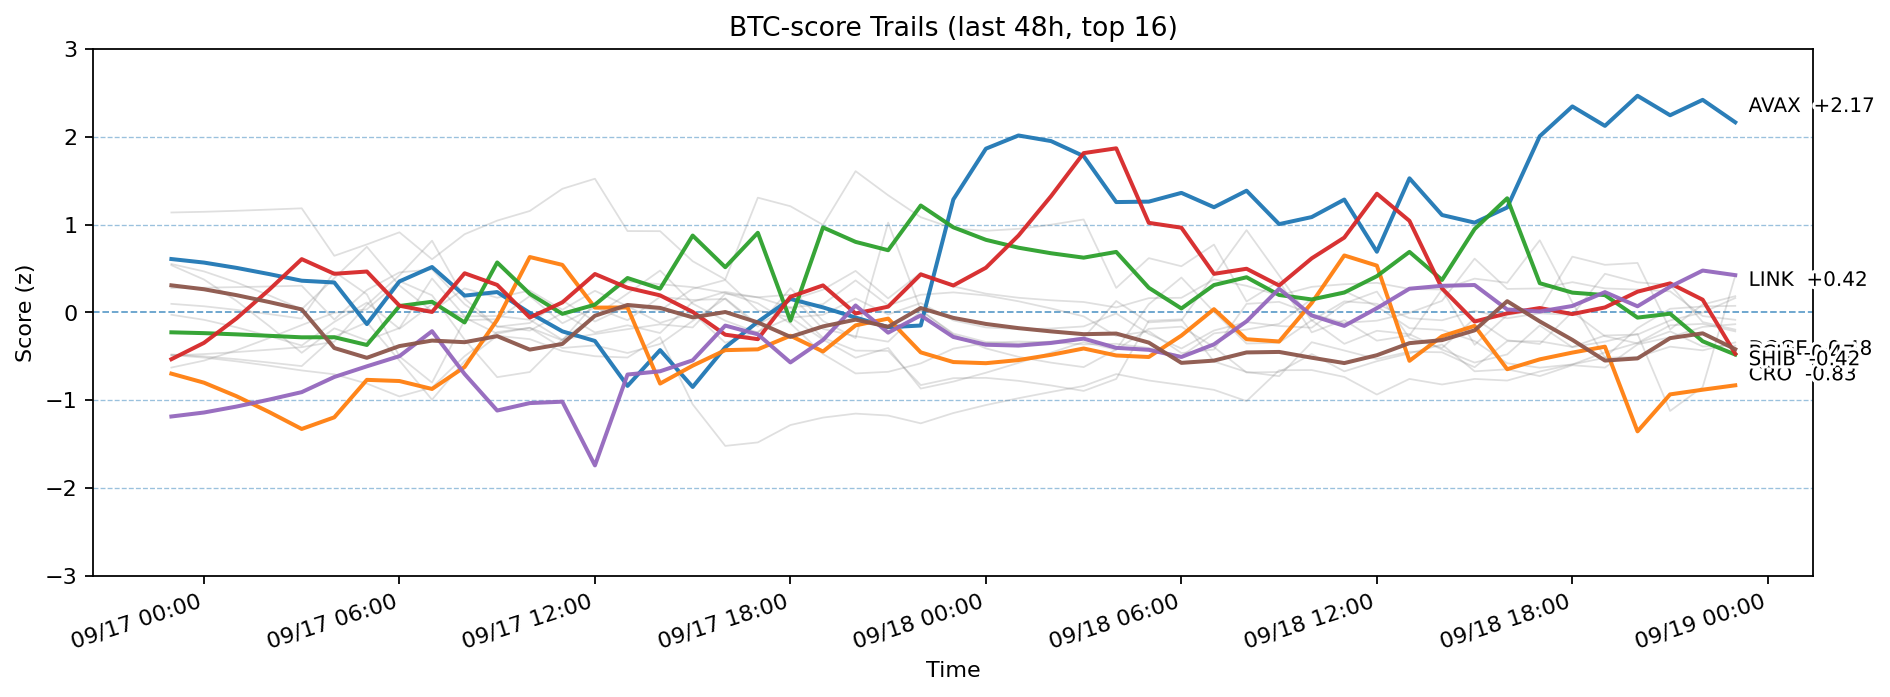 BTC-score Trails (last 48h, top 16)
Score (z)
3
2
1
0
−1
−2
−3
AVAX +2.17
LINK +0.42
SHIB -0.42
CRO -0.83
09/17 00:00
09/17 06:00
09/17 12:00
09/17 18:00
09/18 00:00
09/18 06:00
09/18 12:00
09/18 18:00
09/19 00:00
Time